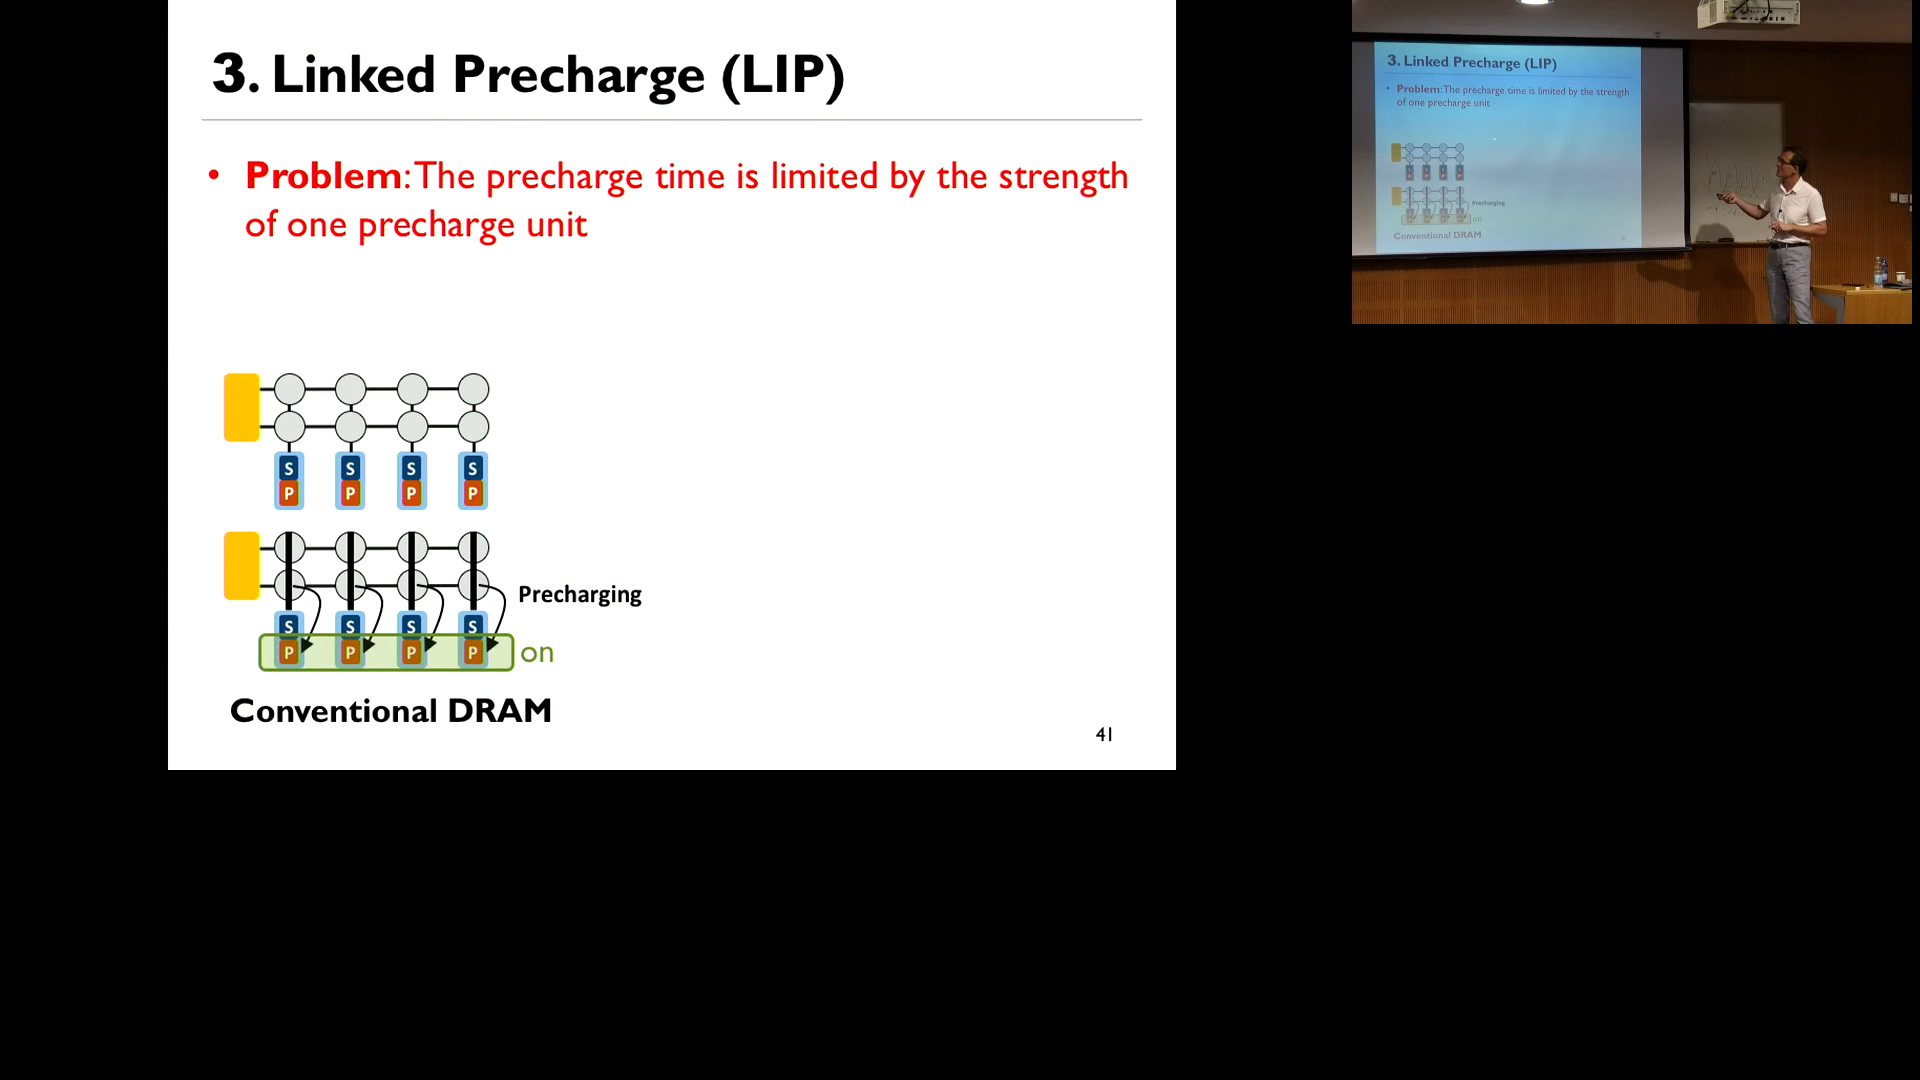 3. Linked Precharge (LIP)
• Problem: The precharge time is limited by the strength
of one precharge unit
S S S S
P P P P
Precharging
S S S S
P P P P on
Conventional DRAM
41
3. Linked Precharge (LIP)
• Problem: The precharge time is limited by the strength
of one precharge unit
Precharging
on
Conventional DRAM